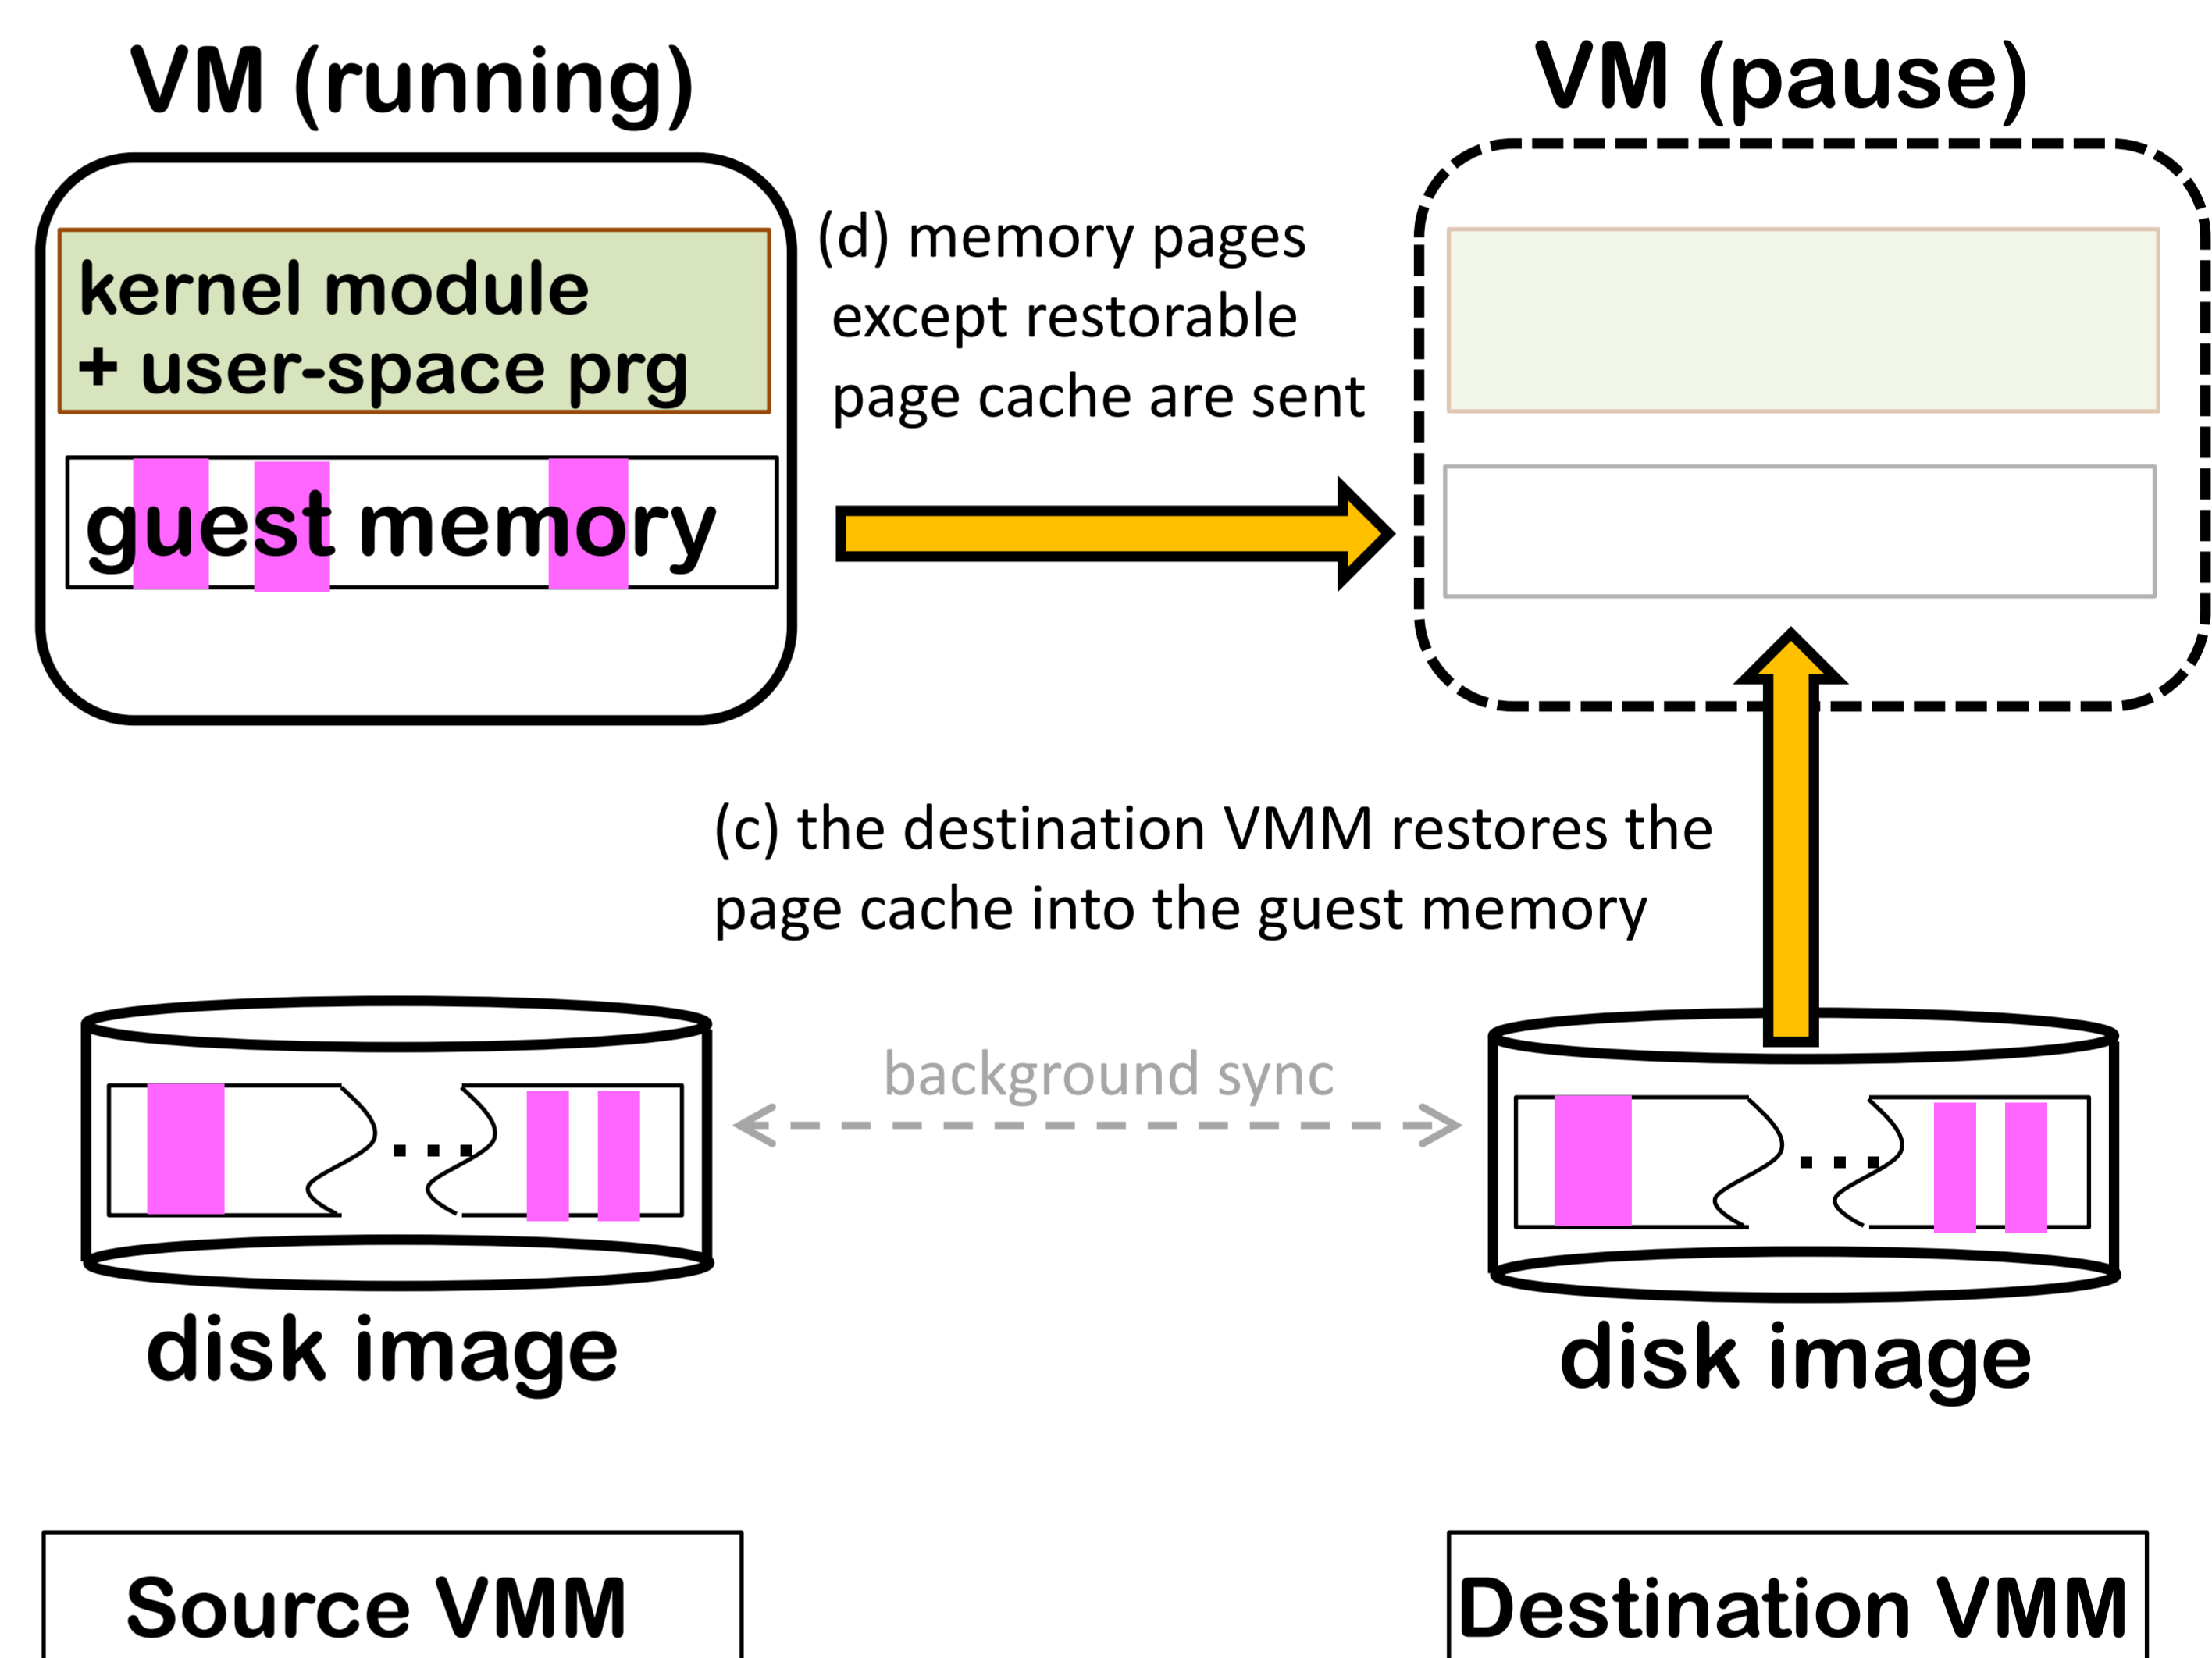 VM (running)
VM (pause)
kernel module
+ user-space prg
guest memory
(d) memory pages
except restorable
page cache are sent
(c) the destination VMM restores the
page cache into the guest memory
background sync
...
...
disk image
disk image
Source VMM
Destination VMM